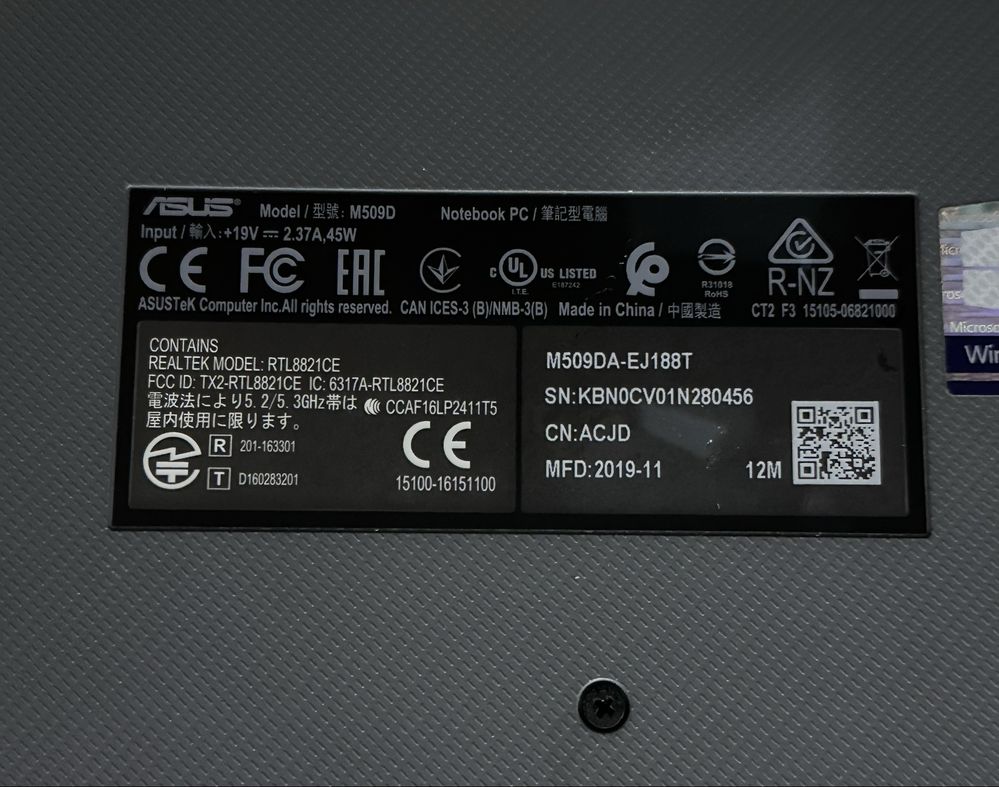 ASUS® Model / 型號: M509D Notebook PC / 筆記型電腦
Input / 輸入:+19V⎓ 2.37A,45W
CE FC EAC C UL US LISTED R-NZ
I.T.E. E187242
R31018
RoHS
ASUSTeK Computer Inc.All rights reserved. CAN ICES-3 (B)/NMB-3(B) Made in China / 中國製造 CT2 F3 15105-06821000
CONTAINS
REALTEK MODEL: RTL8821CE
FCC ID: TX2-RTL8821CE IC: 6317A-RTL8821CE
電波法により5.2/5.3GHz帯は CCAF16LP2411T5
屋内使用に限ります。
R 201-163301
T D160283201
CE
15100-16151100
M509DA-EJ188T
SN:KBN0CV01N280456
CN:ACJD
MFD:2019-11 12M
Microso
Wi